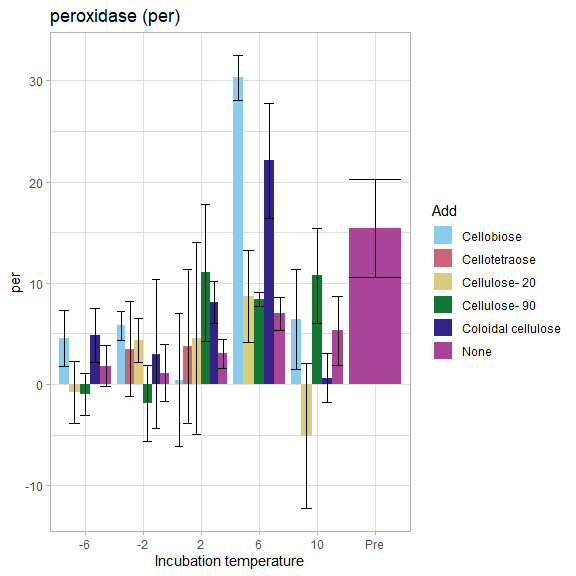 peroxidase (per)
per
30
20
10
0
-10
-6
-2
2
6
10
Pre
Incubation temperature
Add
Cellobiose
Cellotetraose
Cellulose- 20
Cellulose- 90
Coloidal cellulose
None